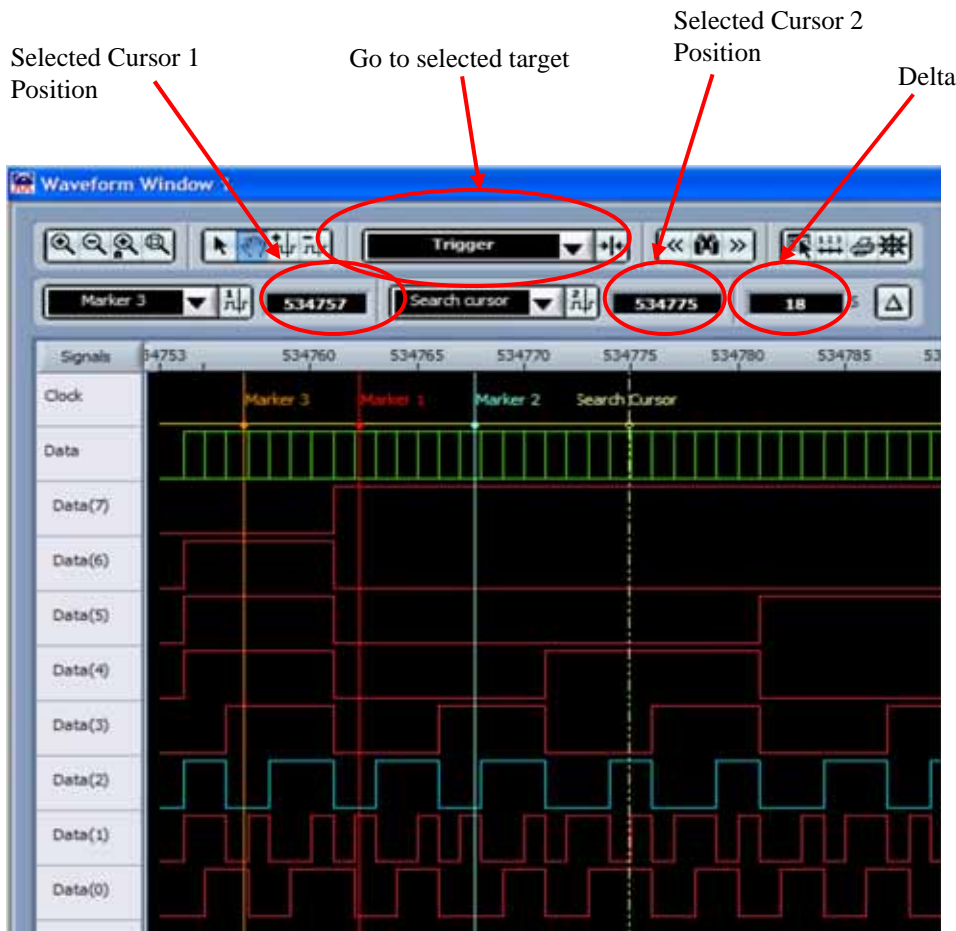 Selected Cursor 1
Position
Go to selected target
Selected Cursor 2
Position
Delta
Waveform Window
Trigger
Marker 3
534757
Search cursor
534775
18
s
Signals
534760
534765
534770
534775
534780
534785
Clock
Marker 3
Marker 1
Marker 2
Search Cursor
Data
Data(7)
Data(6)
Data(5)
Data(4)
Data(3)
Data(2)
Data(1)
Data(0)